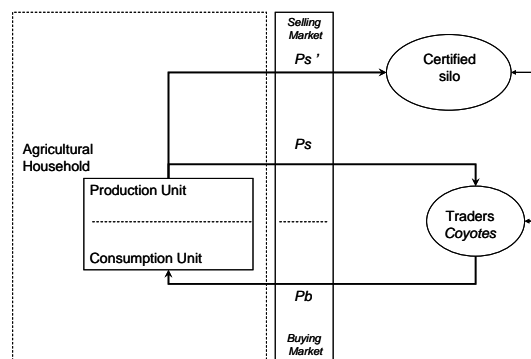 Selling
Market
Ps '
Certified
silo
Agricultural
Household
Ps
Production Unit
Traders
Coyotes
Consumption Unit
Pb
Buying
Market